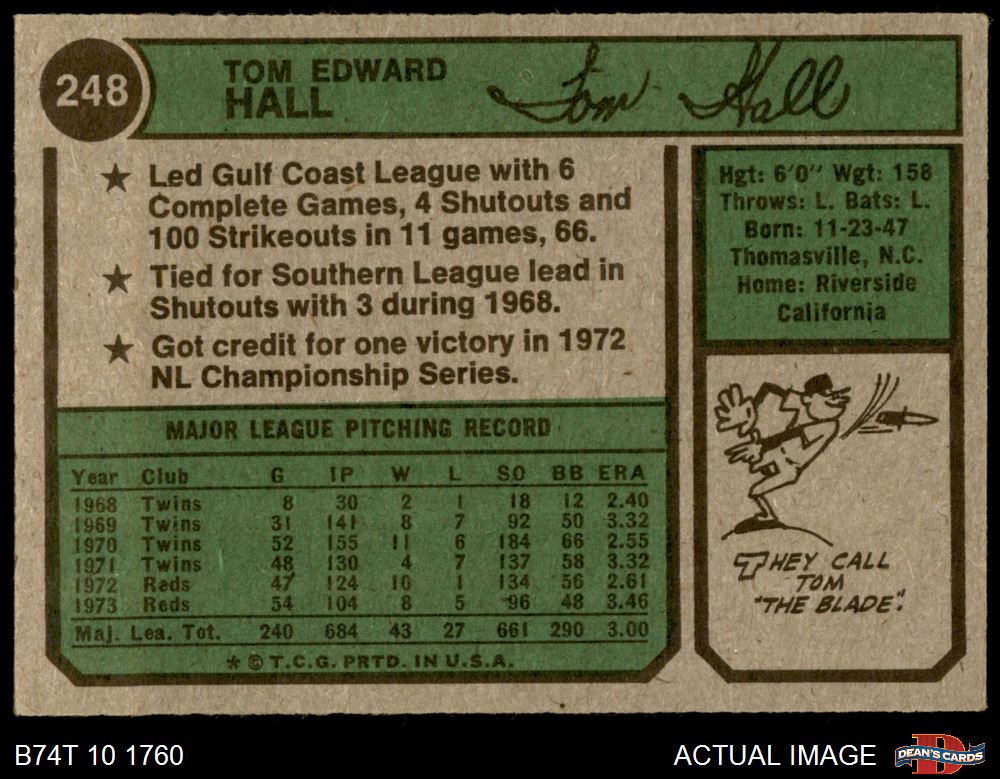 248
TOM EDWARD
HALL
Tom Hall
★ Led Gulf Coast League with 6
Complete Games, 4 Shutouts and
100 Strikeouts in 11 games, 66.
★ Tied for Southern League lead in
Shutouts with 3 during 1968.
★ Got credit for one victory in 1972
NL Championship Series.
Hgt: 6'0" Wgt: 158
Throws: L. Bats: L.
Born: 11-23-47
Thomasville, N.C.
Home: Riverside
California
MAJOR LEAGUE PITCHING RECORD
Year Club G IP W L SO BB ERA
1968 Twins 8 30 2 1 18 12 2.40
1969 Twins 31 141 8 7 92 50 3.32
1970 Twins 52 155 11 6 184 66 2.55
1971 Twins 48 130 4 7 137 58 3.32
1972 Reds 47 124 10 1 134 56 2.61
1973 Reds 54 104 8 5 96 48 3.46
Maj. Lea. Tot. 240 684 43 27 661 290 3.00
* © T.C.G. PRTD. IN U.S.A.
THEY CALL
TOM
"THE BLADE".
B74T 10 1760
ACTUAL IMAGE
DEAN'S CARDS